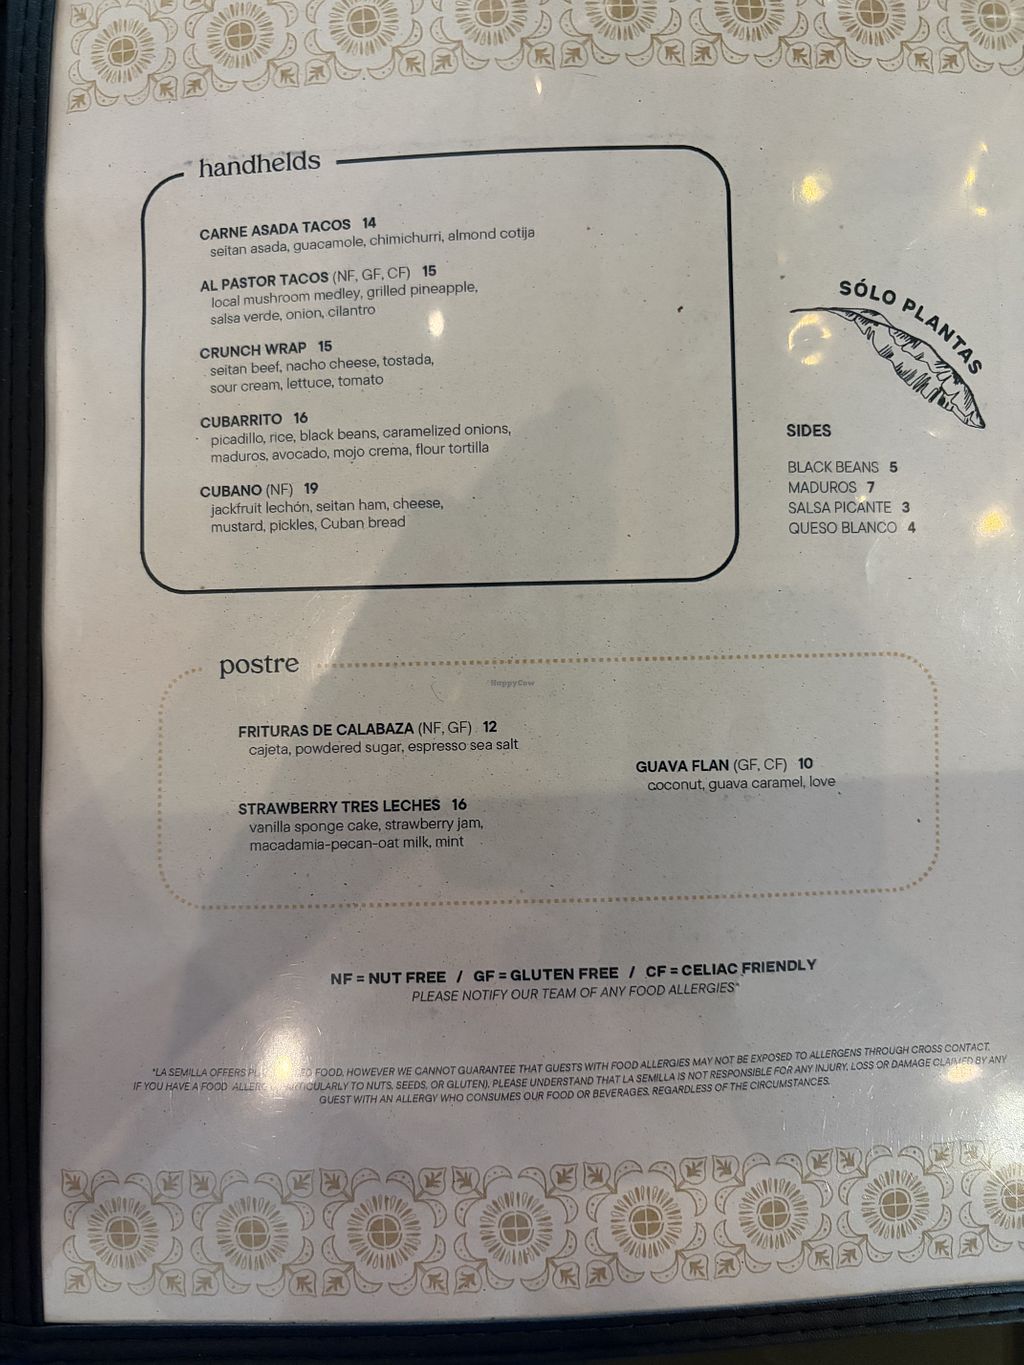 handhelds
CARNE ASADA TACOS 14
seitan asada, guacamole, chimichurri, almond cotija
AL PASTOR TACOS (NF, GF, CF) 15
local mushroom medley, grilled pineapple,
salsa verde, onion, cilantro
CRUNCH WRAP 15
seitan beef, nacho cheese, tostada,
sour cream, lettuce, tomato
CUBARRITO 16
picadillo, rice, black beans, caramelized onions,
maduros, avocado, mojo crema, flour tortilla
CUBANO (NF) 19
jackfruit lechón, seitan ham, cheese,
mustard, pickles, Cuban bread
SÓLO PLANTAS
SIDES
BLACK BEANS 5
MADUROS 7
SALSA PICANTE 3
QUESO BLANCO 4
postre
HappyCow
FRITURAS DE CALABAZA (NF, GF) 12
cajeta, powdered sugar, espresso sea salt
STRAWBERRY TRES LECHES 16
vanilla sponge cake, strawberry jam,
macadamia-pecan-oat milk, mint
GUAVA FLAN (GF, CF) 10
coconut, guava caramel, love
NF = NUT FREE / GF = GLUTEN FREE / CF = CELIAC FRIENDLY
PLEASE NOTIFY OUR TEAM OF ANY FOOD ALLERGIES*
*LA SEMILLA OFFERS FOOD, HOWEVER WE CANNOT GUARANTEE THAT GUESTS WITH FOOD ALLERGIES MAY NOT BE EXPOSED TO ALLERGENS THROUGH CROSS CONTACT.
IF YOU HAVE A FOOD TO NUTS, SEEDS, OR GLUTEN), PLEASE UNDERSTAND THAT LA SEMILLA IS NOT RESPONSIBLE FOR ANY INJURY, LOSS OR DAMAGE CLAIMED BY ANY
GUEST WITH AN ALLERGY WHO CONSUMES OUR FOOD OR BEVERAGES, REGARDLESS OF THE CIRCUMSTANCES.